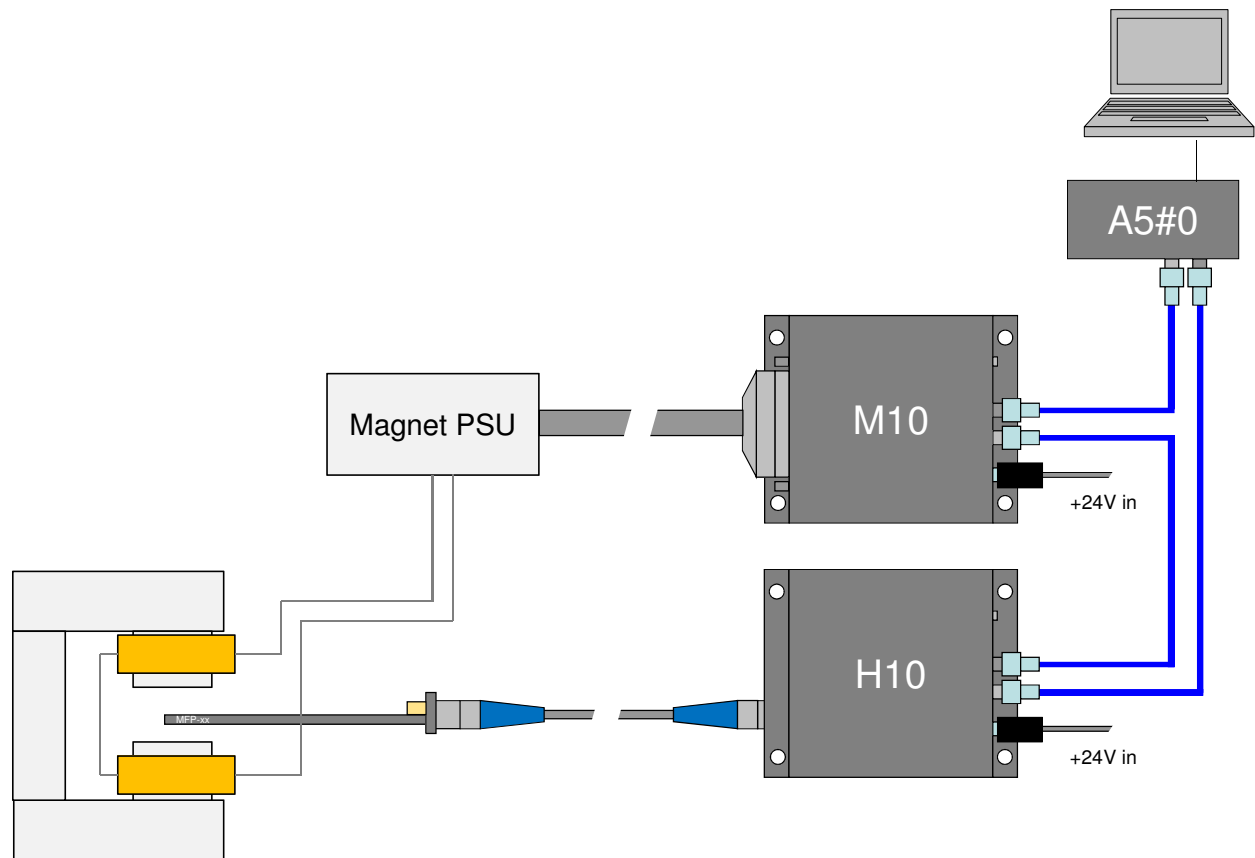 A5#0
M10
Magnet PSU
+24V in
H10
MFP-xx
+24V in